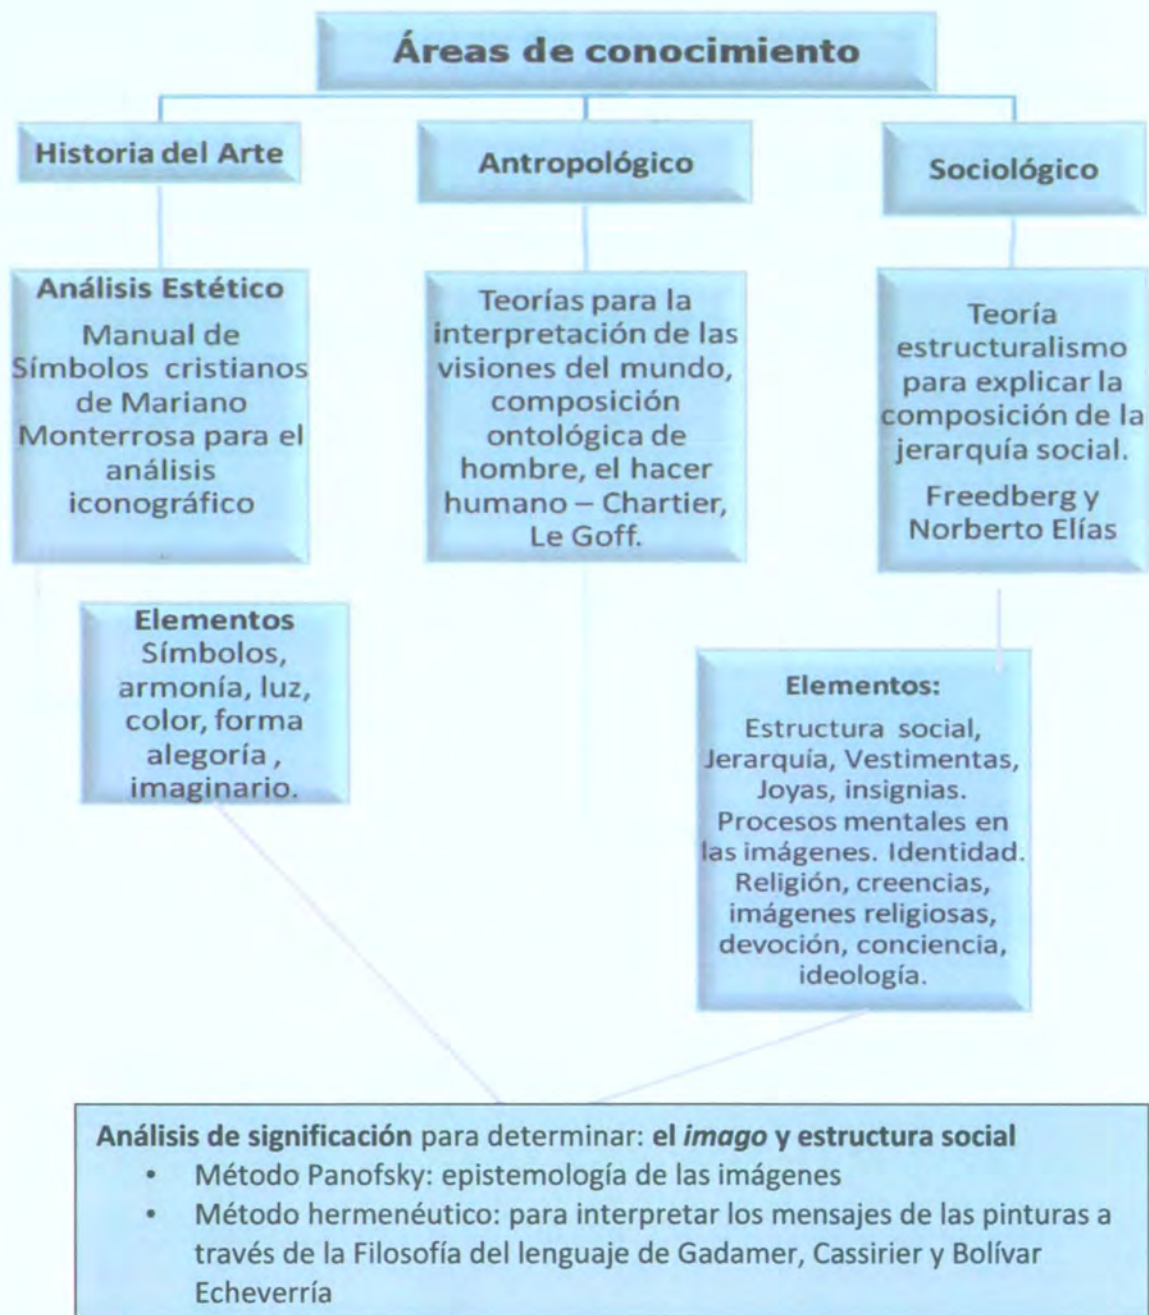 Áreas de conocimiento
Historia del Arte
Antropológico
Sociológico
Análisis Estético
Manual de
Símbolos cristianos
de Mariano
Monterrosa para el
análisis
iconográfico
Teorías para la
interpretación de las
visiones del mundo,
composición
ontológica de
hombre, el hacer
humano – Chartier,
Le Goff.
Teoría
estructuralismo
para explicar la
composición de la
jerarquía social.
Freedberg y
Norberto Elías
Elementos
Símbolos,
armonía, luz,
color, forma
alegoría ,
imaginario.
Elementos:
Estructura social,
Jerarquía, Vestimentas,
Joyas, insignias.
Procesos mentales en
las imágenes. Identidad.
Religión, creencias,
imágenes religiosas,
devoción, conciencia,
ideología.
Análisis de significación para determinar: el imago y estructura social
• Método Panofsky: epistemología de las imágenes
• Método hermenéutico: para interpretar los mensajes de las pinturas a
través de la Filosofía del lenguaje de Gadamer, Cassirier y Bolívar
Echeverría